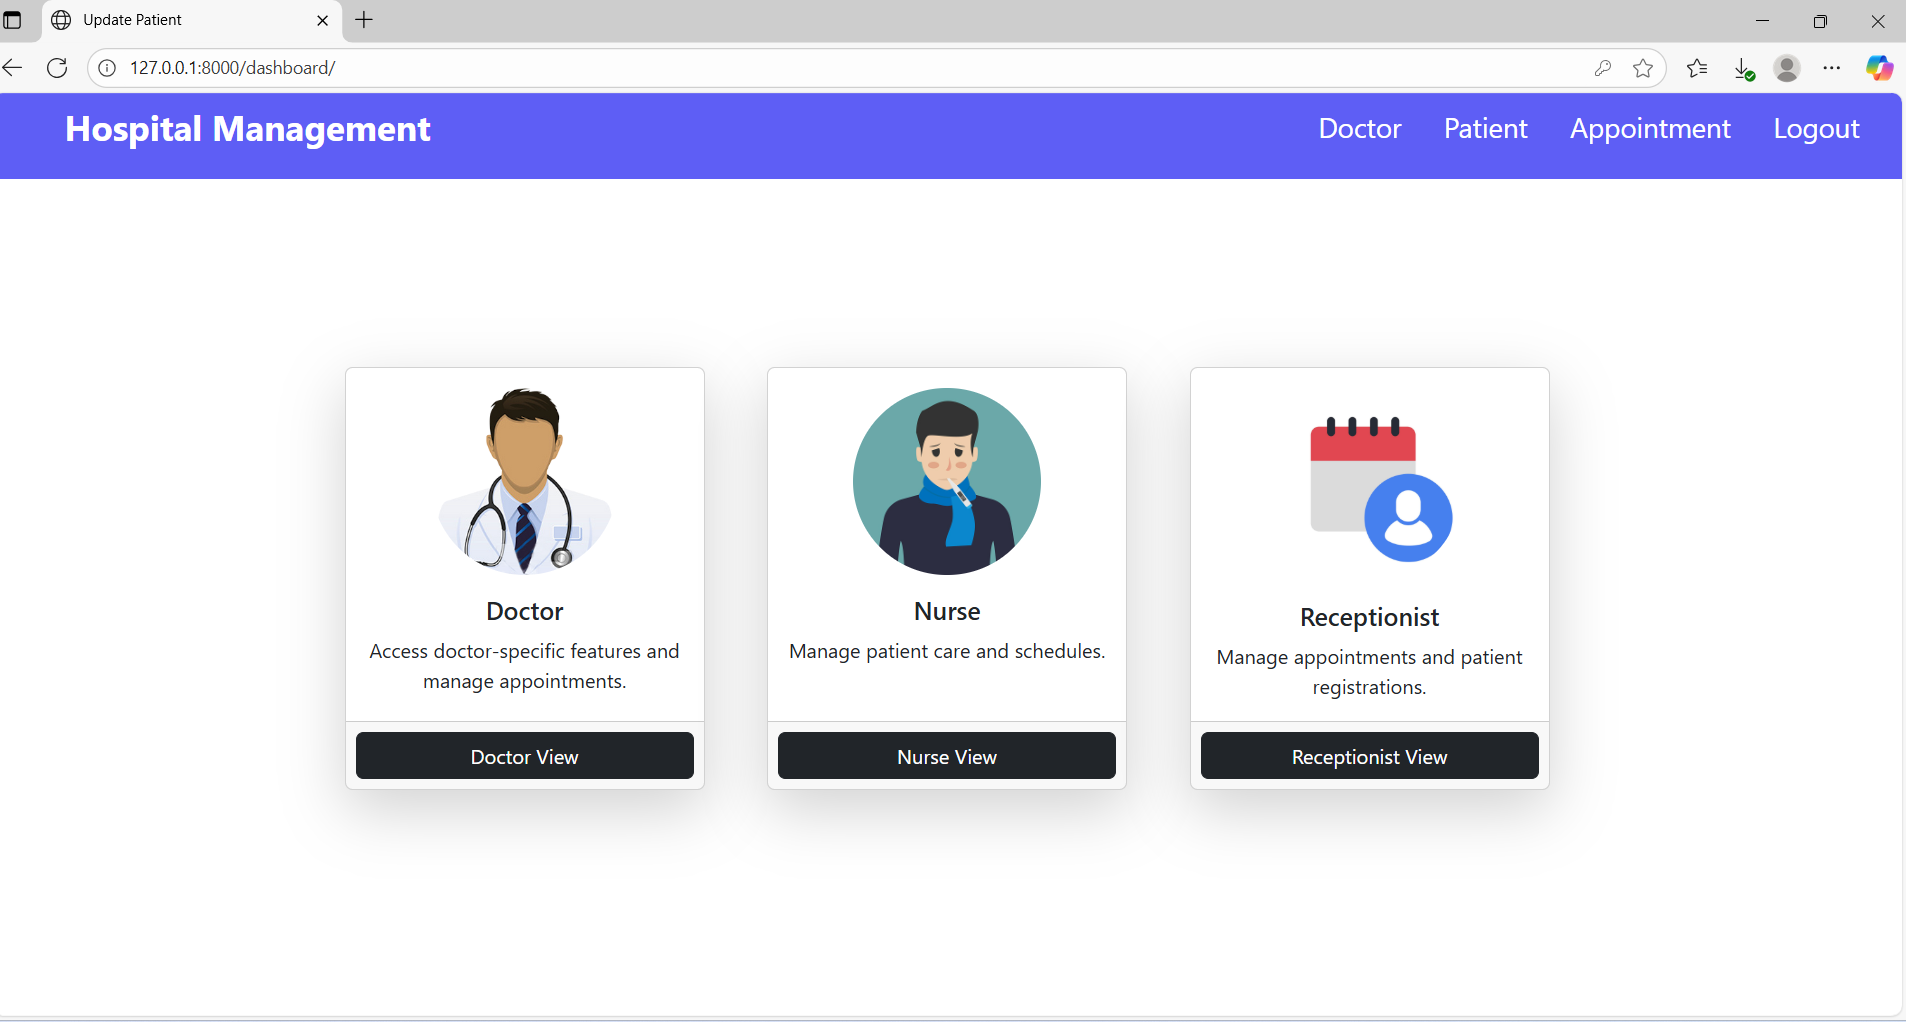 Update Patient
127.0.0.1:8000/dashboard/
Hospital Management
Doctor Patient Appointment Logout
Doctor
Access doctor-specific features and
manage appointments.
Doctor View
Nurse
Manage patient care and schedules.
Nurse View
Receptionist
Manage appointments and patient
registrations.
Receptionist View